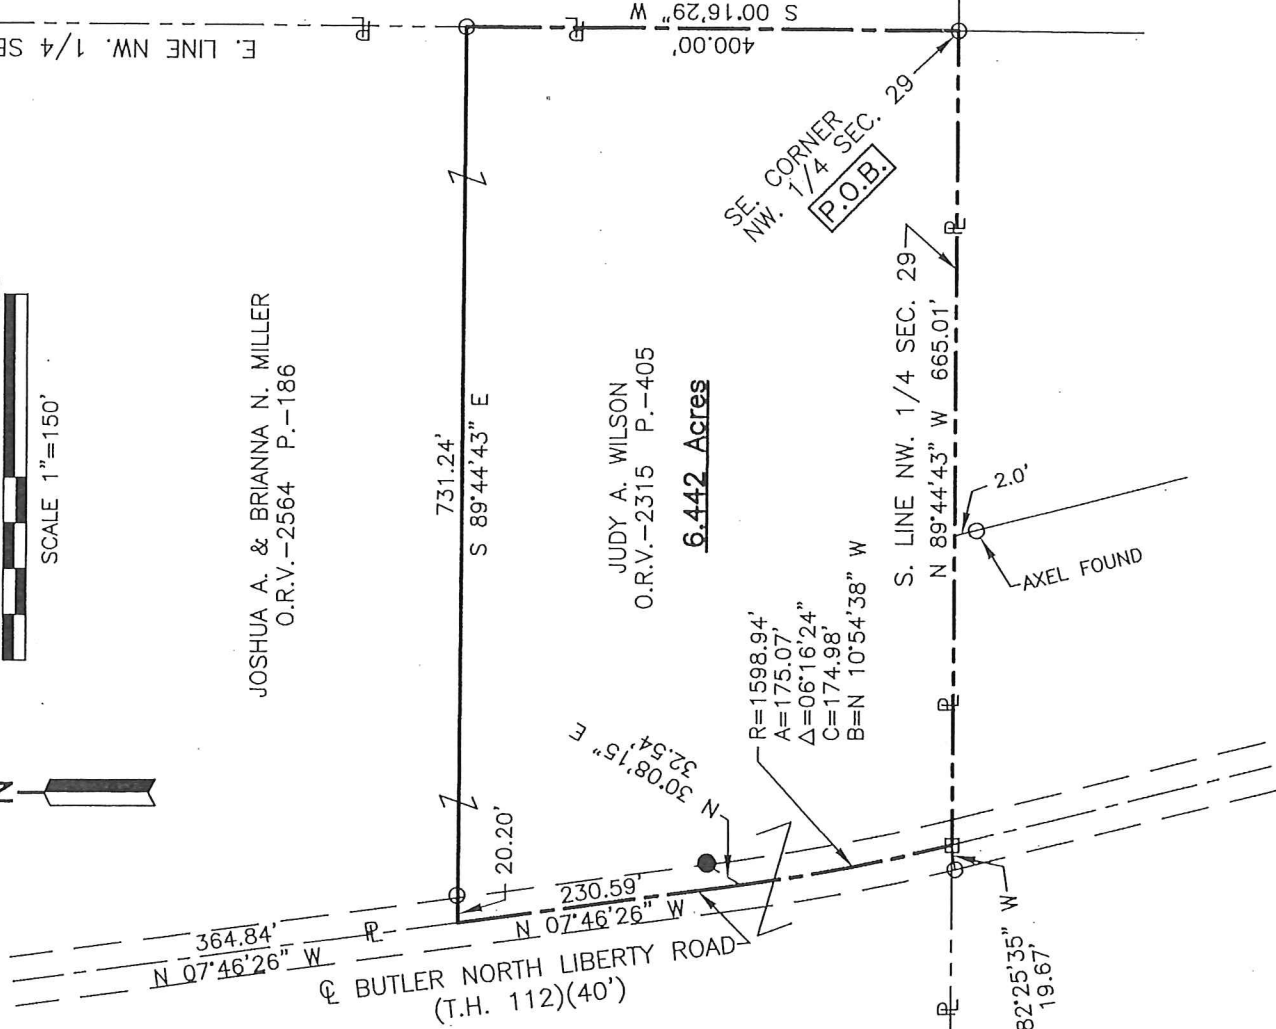 S 00°16'29" W
400.00'
E. LINE NW. 1/4 SE
SE. CORNER
NW. 1/4 SEC. 29
P.O.B.
SCALE 1"=150'
JOSHUA A. & BRIANNA N. MILLER
O.R.V.-2564 P.-186
731.24'
S 89°44'43" E
JUDY A. WILSON
O.R.V.-2315 P.-405
6.442 Acres
S. LINE NW. 1/4 SEC. 29
N 89°44'43" W 665.01'
2.0'
AXEL FOUND
R=1598.94'
A=175.07'
Δ=06°16'24"
C=174.98'
B=N 10°54'38" W
N 30°08'15" E
32.54'
N
20.20'
230.59'
N 07°46'26" W
364.84'
N 07°46'26" W
℄ BUTLER NORTH LIBERTY ROAD
(T.H. 112)(40')
82°25'35" W
19.67'